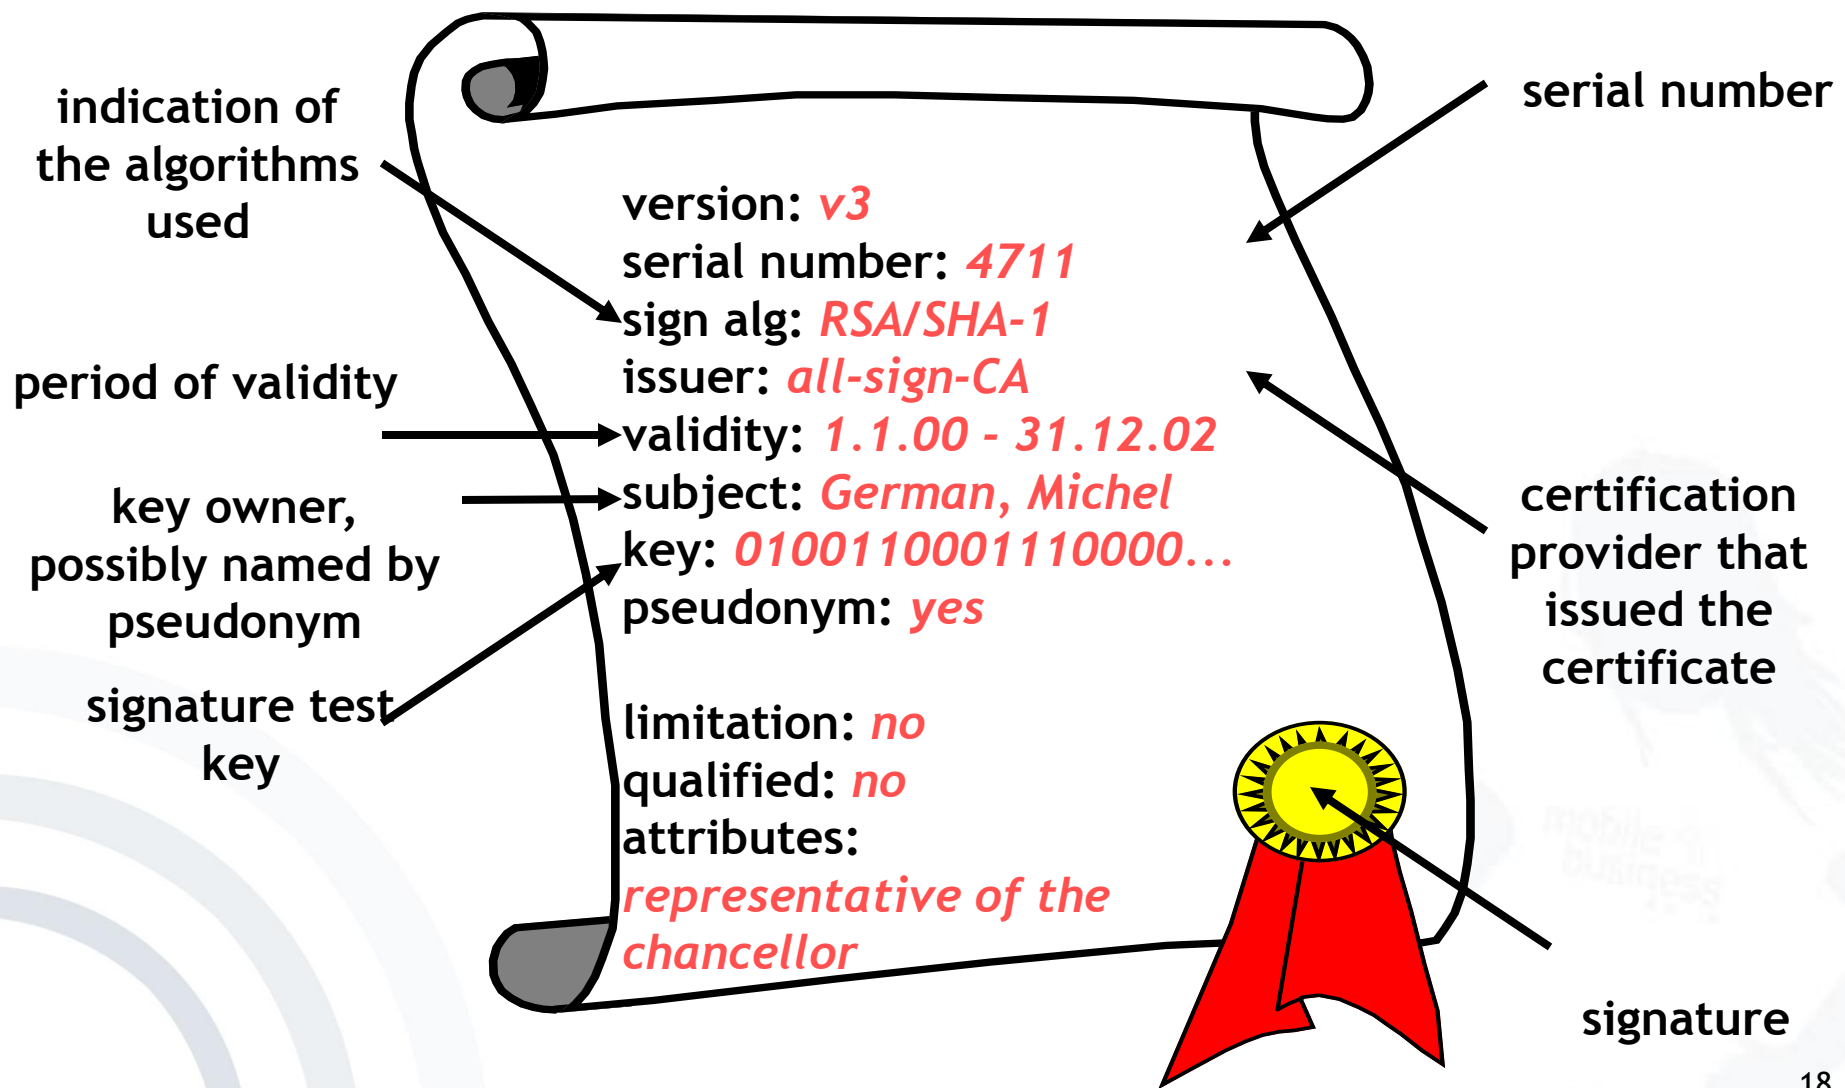 indication of
the algorithms
used
period of validity
key owner,
possibly named by
pseudonym
signature test
key
version: v3
serial number: 4711
sign alg: RSA/SHA-1
issuer: all-sign-CA
validity: 1.1.00 - 31.12.02
subject: German, Michel
key: 0100110001110000...
pseudonym: yes
limitation: no
qualified: no
attributes:
representative of the
chancellor
serial number
certification
provider that
issued the
certificate
mobile
business
signature
18